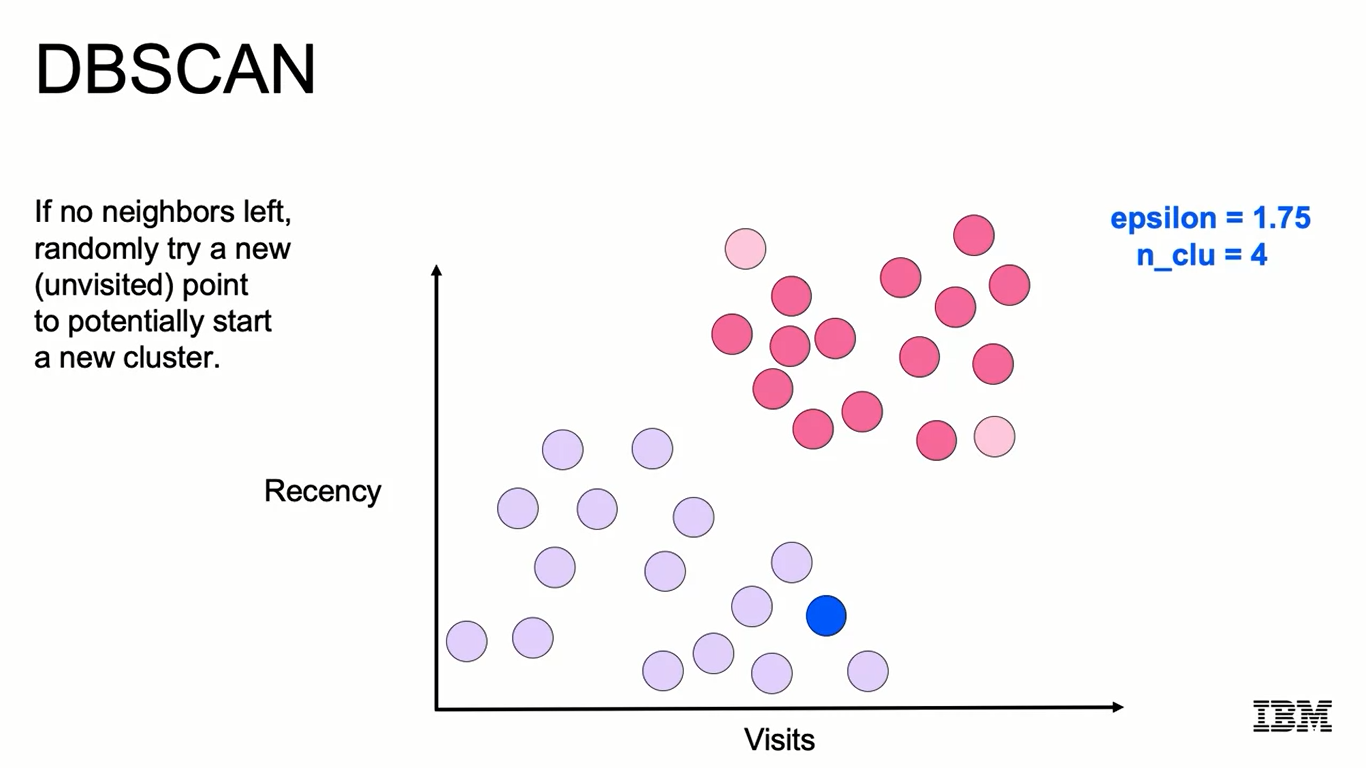 DBSCAN
If no neighbors left,
randomly try a new
(unvisited) point
to potentially start
a new cluster.
epsilon = 1.75
n_clu = 4
Recency
Visits
IBM